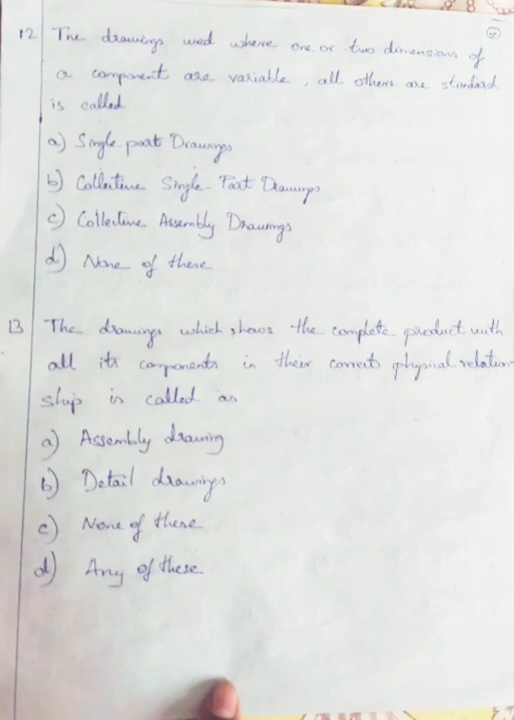 12 The drawings used where one or two dimensions of
a component are variable, all others are standard
is called
a) Single part Drawings
b) Collective Single-Part Drawings
c) Collective Assembly Drawings
d) None of these
13 The drawings which shows the complete product with
all its components in their corrects physical relation-
ship is called as
a) Assembly drawing
b) Detail drawings
c) None of these
d) Any of these